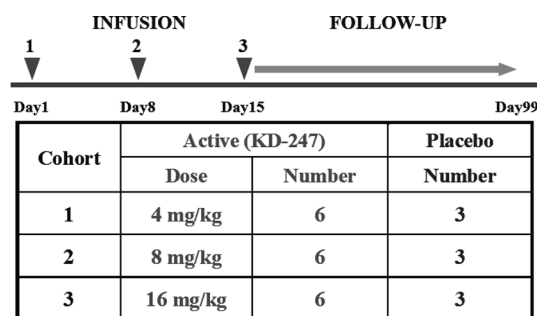 INFUSION FOLLOW-UP
1 2 3
Day1 Day8 Day15 Day99
Cohort Active (KD-247) Placebo
Dose Number Number
1 4 mg/kg 6 3
2 8 mg/kg 6 3
3 16 mg/kg 6 3